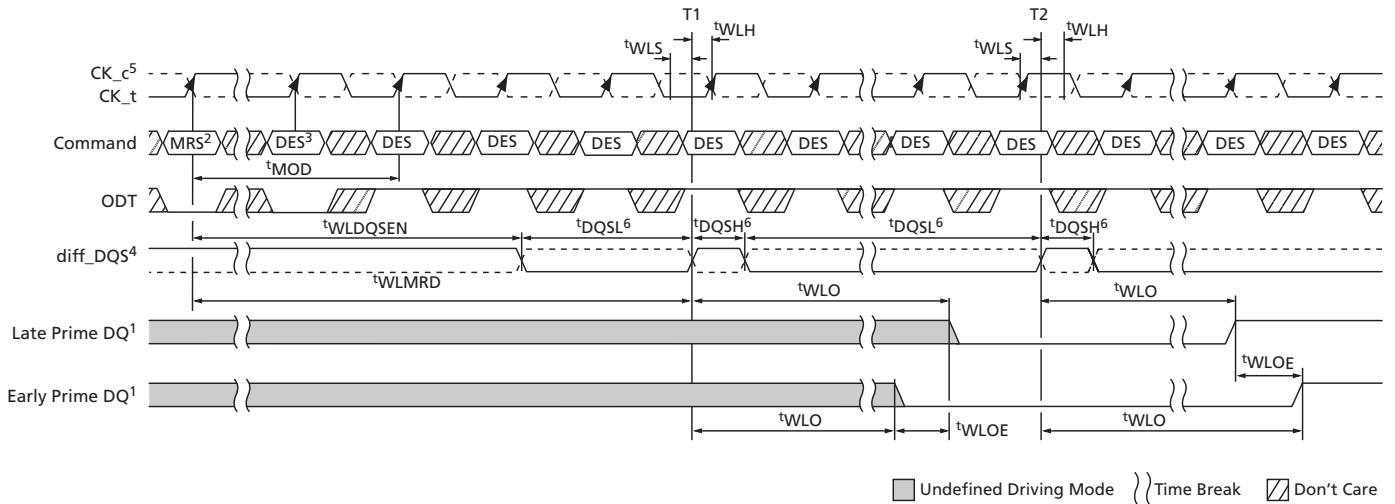 T1 T2
tWLH tWLH
tWLS tWLS
CK_c5
CK_t
Command MRS2 DES3 DES DES DES DES DES DES DES DES DES DES
tMOD
ODT
tWLDQSEN tDQSL6 tDQSH6 tDQSL6 tDQSH6
diff_DQS4
tWLMRD tWLO tWLO
Late Prime DQ1
tWLOE
Early Prime DQ1
tWLO tWLOE tWLO
Undefined Driving Mode Time Break Don't Care